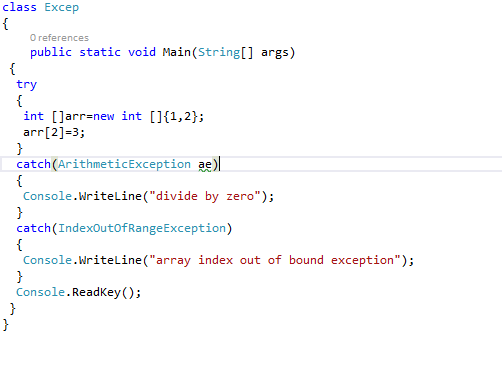 class Excep
{
0 references
public static void Main(String[] args)
{
try
{
int []arr=new int []{1,2};
arr[2]=3;
}
catch(ArithmeticException ae)
{
Console.WriteLine("divide by zero");
}
catch(IndexOutOfRangeException)
{
Console.WriteLine("array index out of bound exception");
}
Console.ReadKey();
}
}